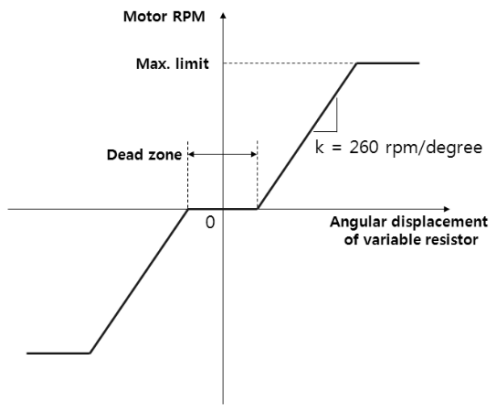 Motor RPM
Max. limit
k = 260 rpm/degree
Dead zone
0
Angular displacement
of variable resistor